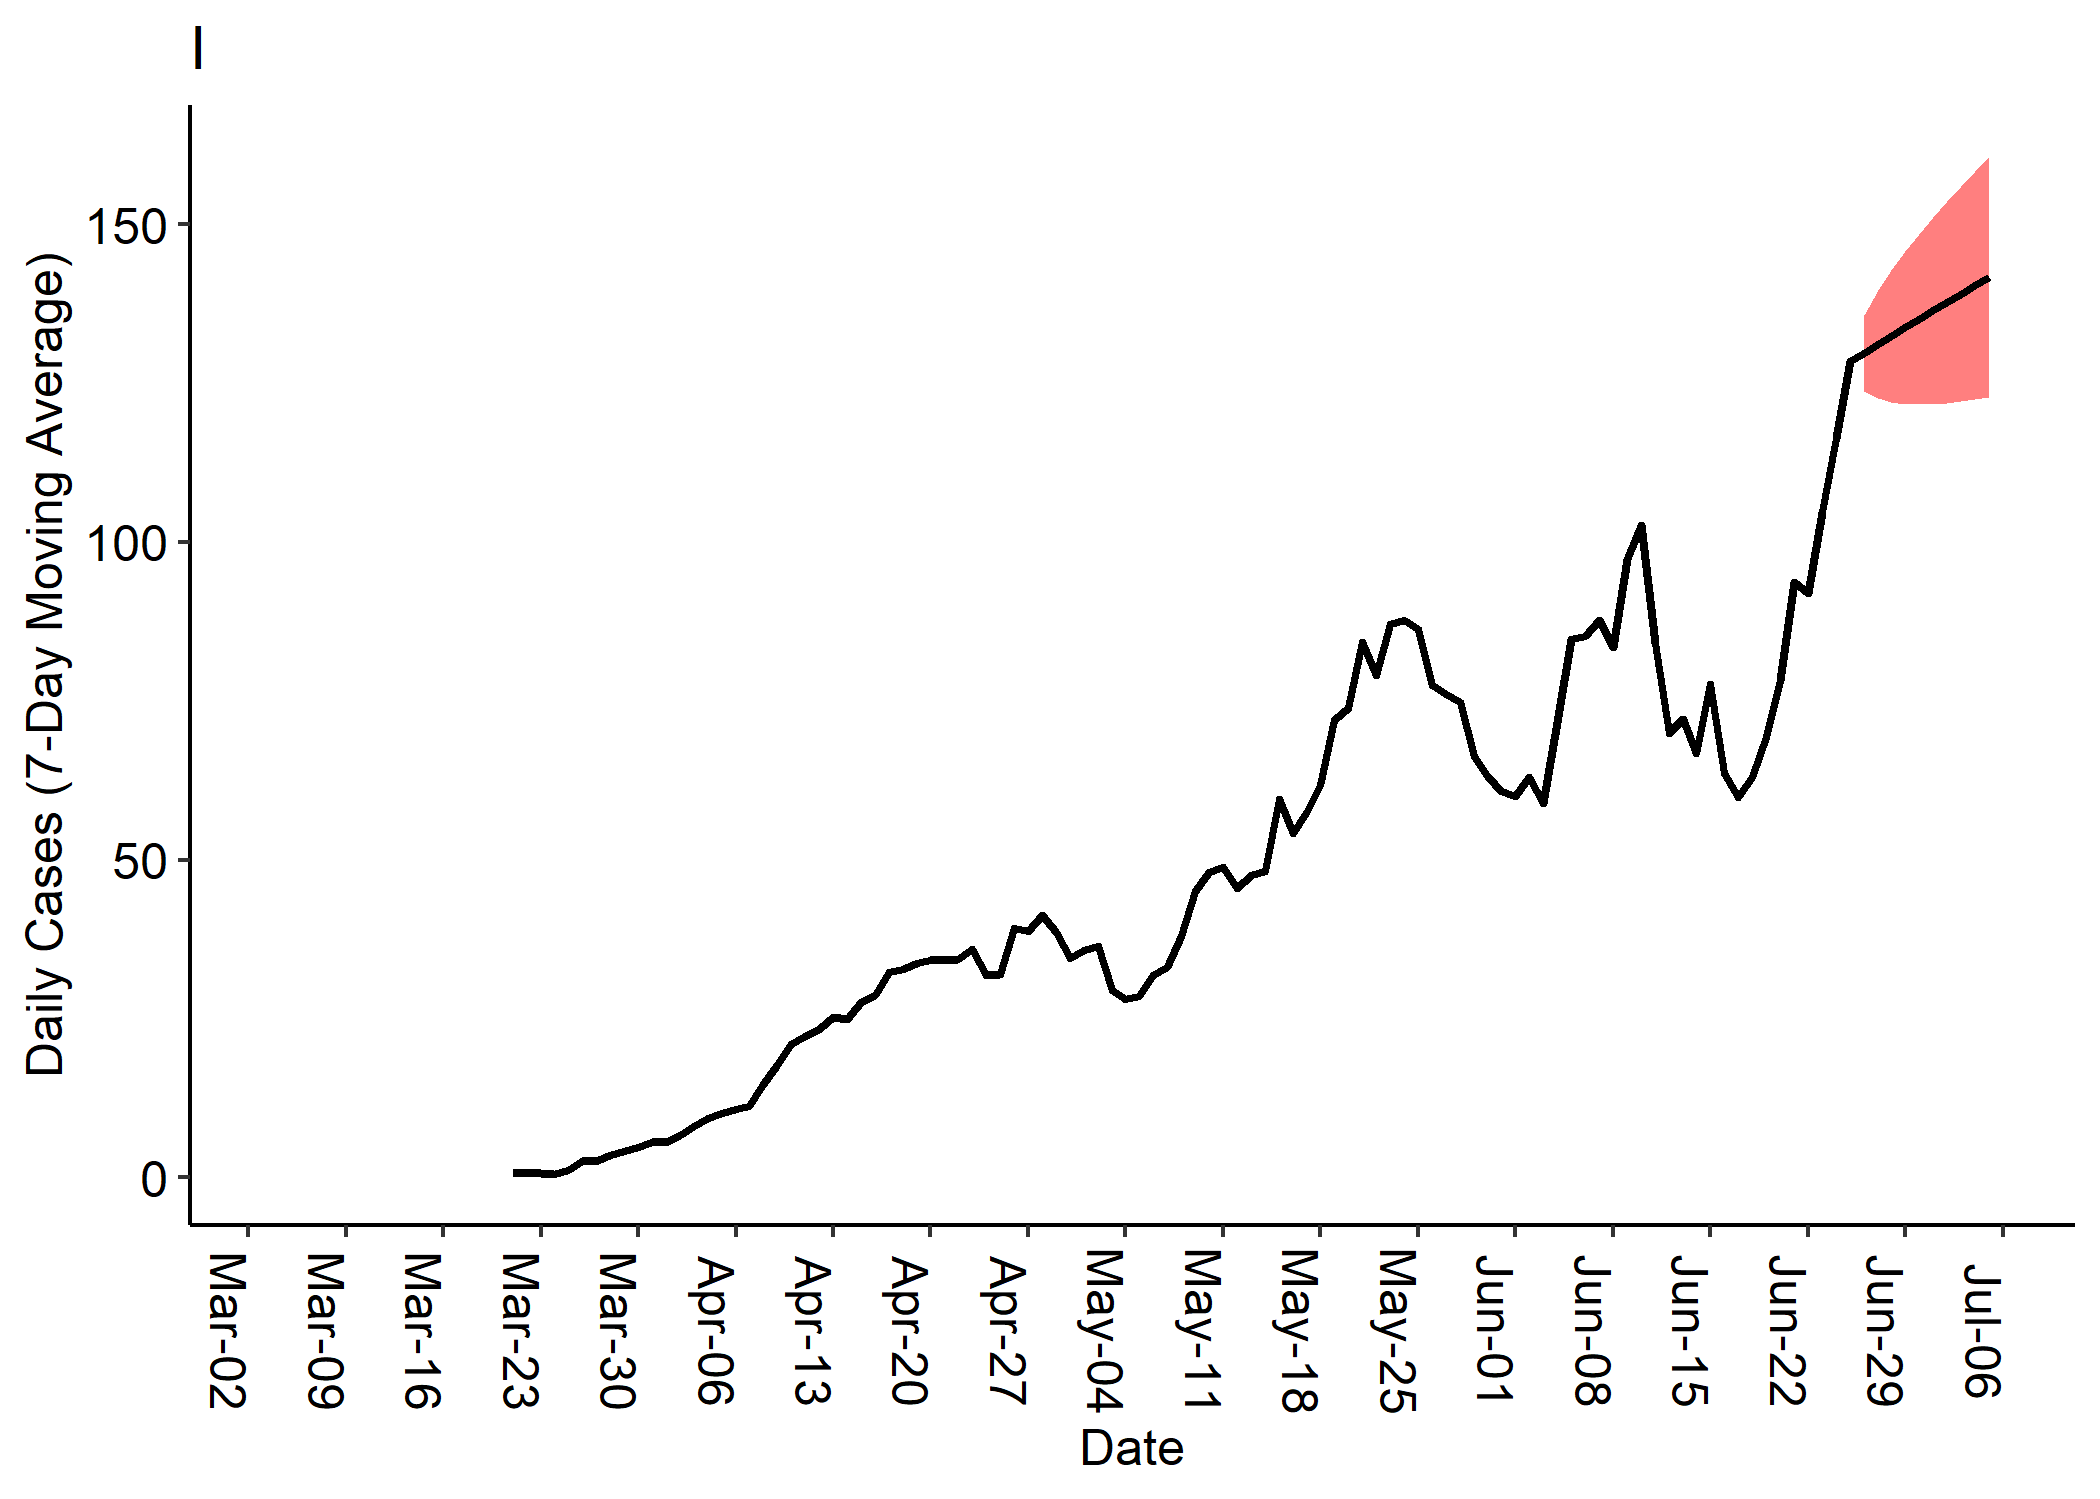 I
Daily Cases (7-Day Moving Average)
150
100
50
0
Mar-02
Mar-09
Mar-16
Mar-23
Mar-30
Apr-06
Apr-13
Apr-20
Apr-27
May-04
May-11
May-18
May-25
Jun-01
Jun-08
Jun-15
Jun-22
Jun-29
Jul-06
Date